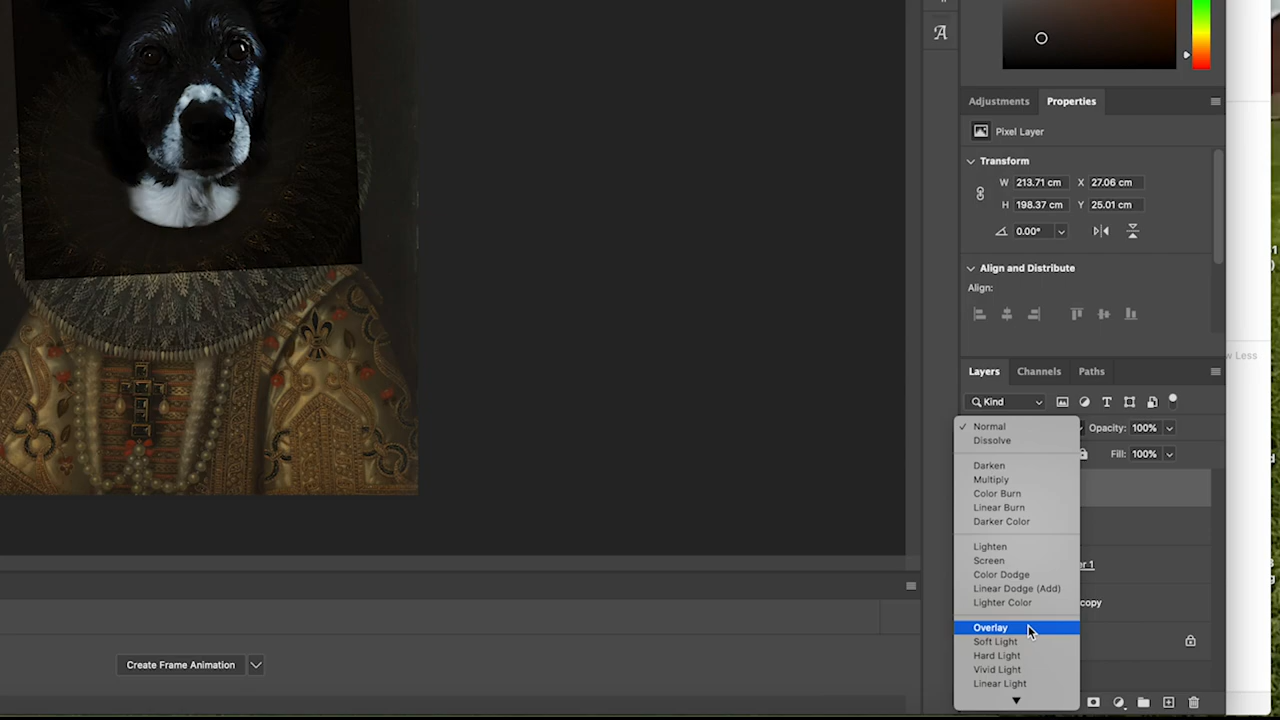 A
Adjustments Properties
Pixel Layer
Transform
W 213.71 cm X 27.06 cm
H 198.37 cm Y 25.01 cm
0.00°
Align and Distribute
Align:
Layers Channels Paths
Kind
Normal Opacity: 100%
Dissolve
Fill: 100%
Darken
Multiply
Color Burn
Linear Burn
Darker Color
Lighten
Screen
Color Dodge
Linear Dodge (Add)
Lighter Color
Overlay
Soft Light
Hard Light
Vivid Light
Linear Light
er 1
copy
Create Frame Animation
w Less